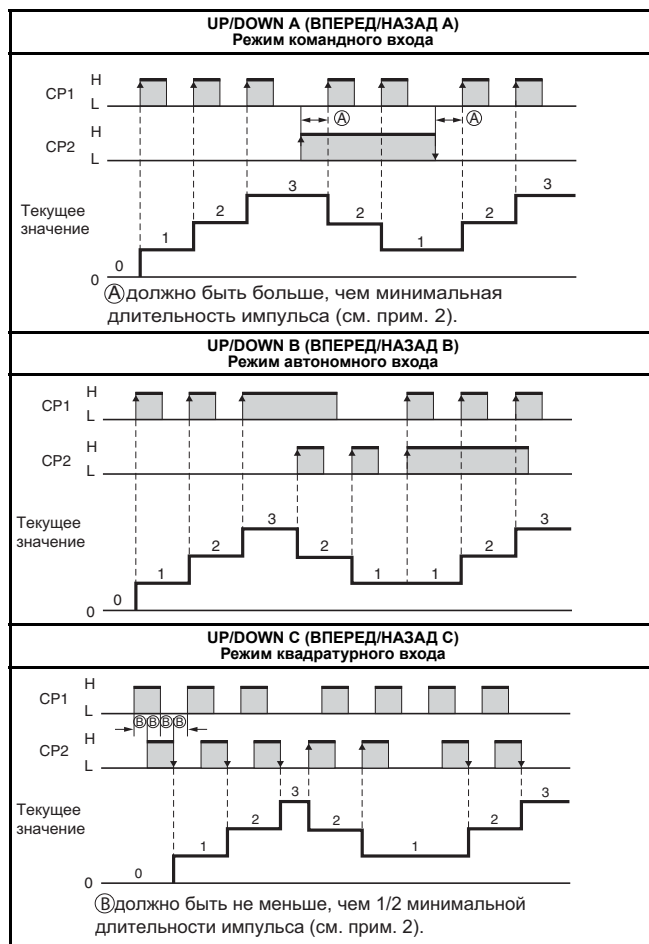 UP/DOWN A (ВПЕРЕД/НАЗАД A)
Режим командного входа
CP1
H
L
Ⓐ
Ⓐ
CP2
H
L
Текущее
значение
0
0
1
2
3
2
1
2
3
Ⓐдолжно быть больше, чем минимальная
длительность импульса (см. прим. 2).
UP/DOWN B (ВПЕРЕД/НАЗАД B)
Режим автономного входа
CP1
H
L
CP2
H
L
Текущее
значение
0
0
1
2
3
2
1
1
2
3
UP/DOWN C (ВПЕРЕД/НАЗАД C)
Режим квадратурного входа
CP1
H
L
ⒷⒷⒷⒷ
CP2
H
L
Текущее
значение
0
0
1
2
3
2
1
2
3
Ⓑдолжно быть не меньше, чем 1/2 минимальной
длительности импульса (см. прим. 2).